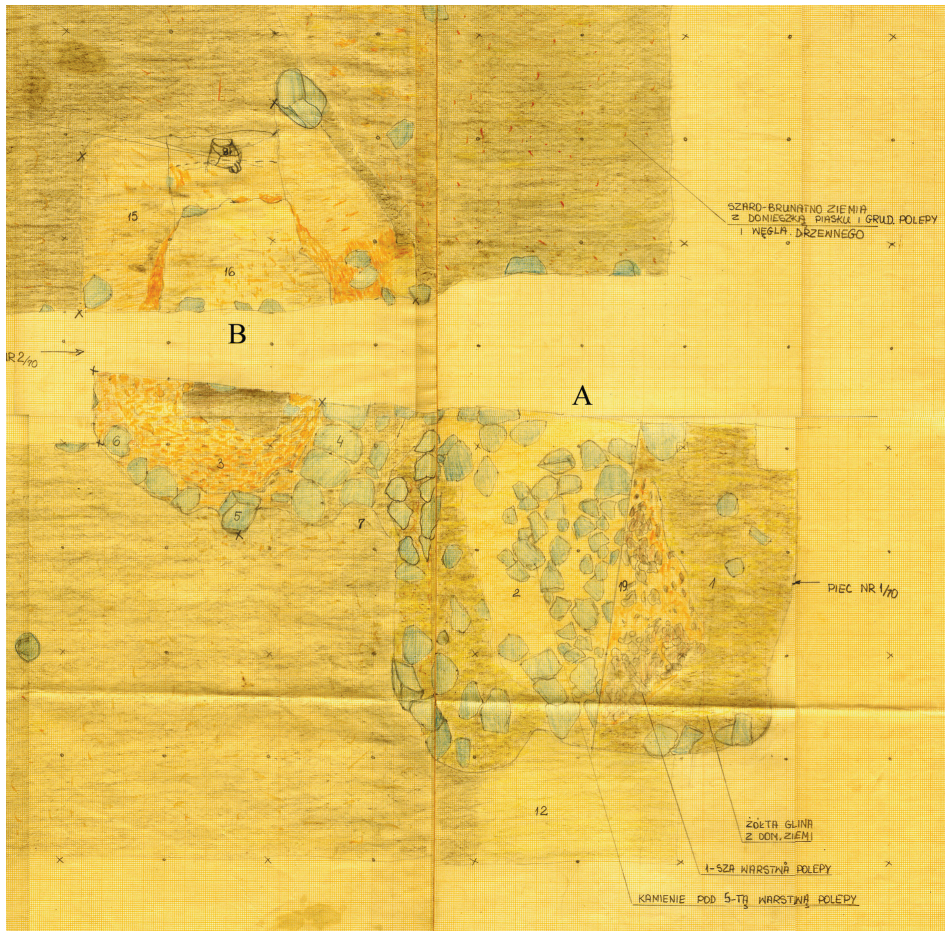 15
16
SZARO-BRUNATNO ZIEMIA
Z DOMIESZKĄ PIASKU I GRUD. POLEPY
I WĘGLA. DRZEWNEGO
B
NR 2/70
A
6
4
3
5
7
2
19
1
PIEC NR 1/70
12
ŻÓŁTA GLINA
Z DOM. ZIEMI
1-SZA WARSTWA POLEPY
KAMIENIE POD 5-TĄ WARSTWĄ POLEPY